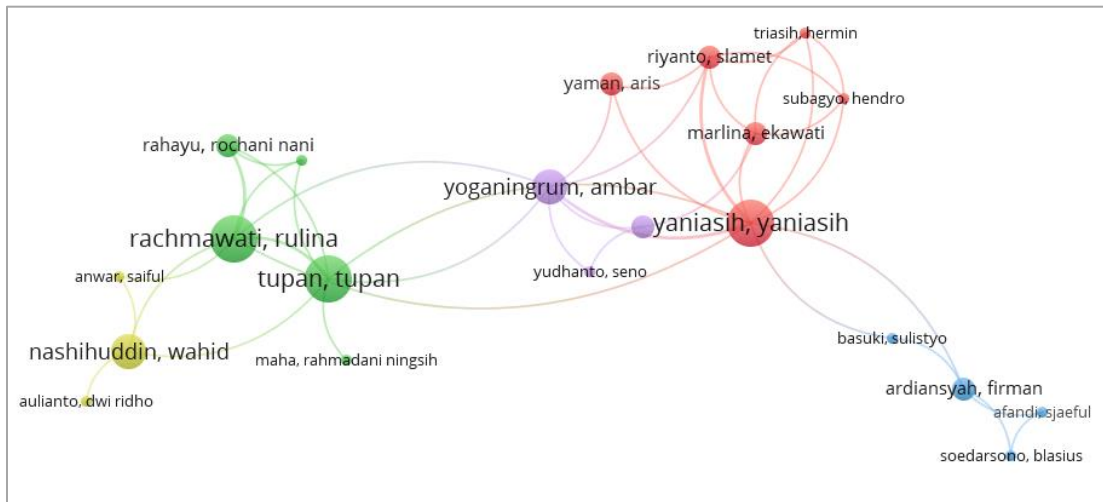 triasih, hermin
riyanto, slamet
yaman, aris
subagyo, hendro
marlina, ekawati
rahayu, rochani nani
yoganingrum, ambar
yaniasih, yaniasih
rachmawati, rulina
yudhanto, seno
anwar, saiful
tupan, tupan
basuki, sulistyo
nashihuddin, wahid
maha, rahmadani ningsih
ardiansyah, firman
aulianto, dwi ridho
afandi, sjaeful
soedarsono, blasius